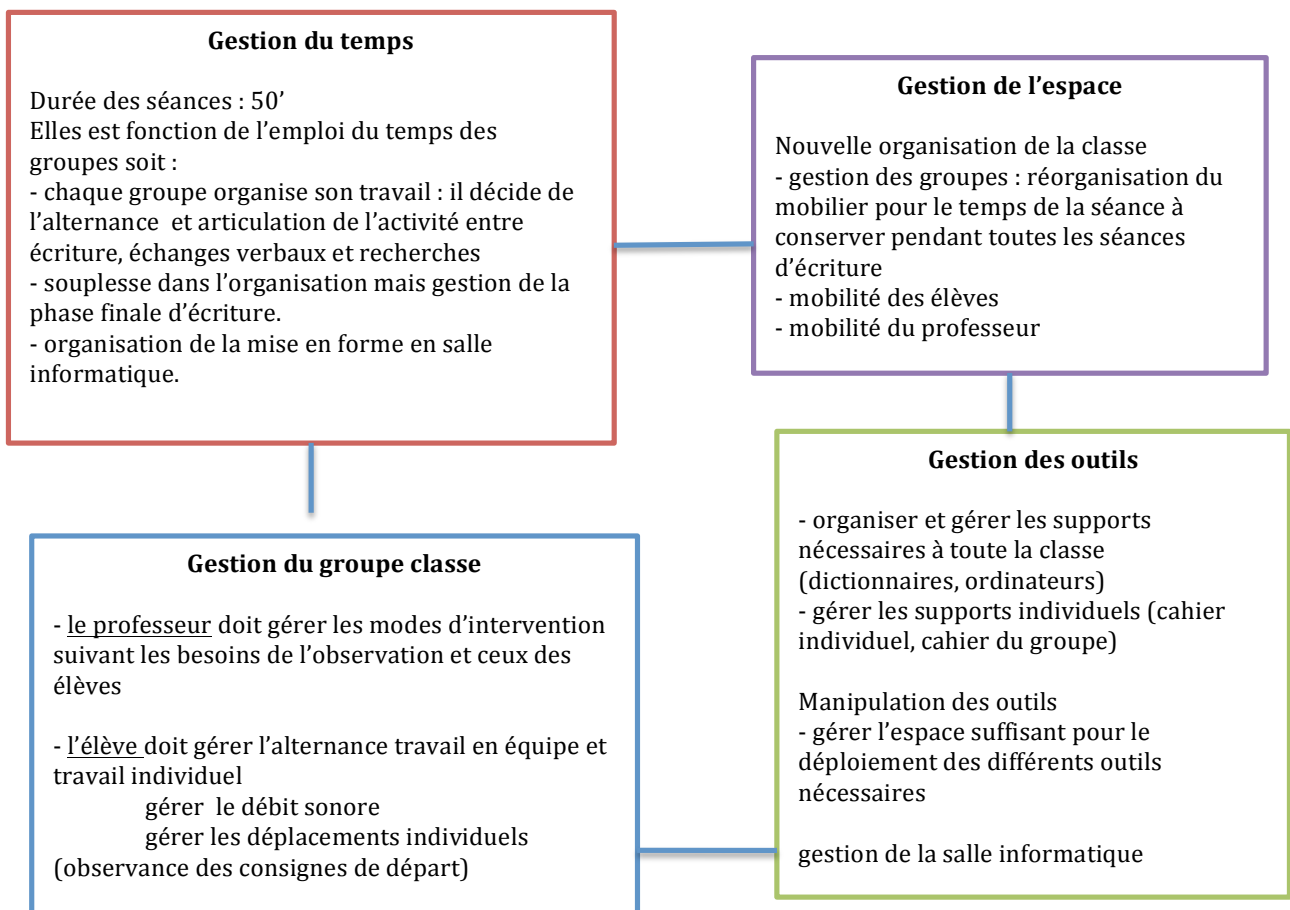 Gestion du temps
Durée des séances : 50’
Elles est fonction de l’emploi du temps des
groupes soit :
- chaque groupe organise son travail : il décide de
l’alternance et articulation de l’activité entre
écriture, échanges verbaux et recherches
- souplesse dans l’organisation mais gestion de la
phase finale d’écriture.
- organisation de la mise en forme en salle
informatique.
Gestion de l’espace
Nouvelle organisation de la classe
- gestion des groupes : réorganisation du
mobilier pour le temps de la séance à
conserver pendant toutes les séances
d’écriture
- mobilité des élèves
- mobilité du professeur
Gestion du groupe classe
- le professeur doit gérer les modes d’intervention
suivant les besoins de l’observation et ceux des
élèves
- l’élève doit gérer l’alternance travail en équipe et
travail individuel
gérer le débit sonore
gérer les déplacements individuels
(observance des consignes de départ)
Gestion des outils
- organiser et gérer les supports
nécessaires à toute la classe
(dictionnaires, ordinateurs)
- gérer les supports individuels (cahier
individuel, cahier du groupe)
Manipulation des outils
- gérer l’espace suffisant pour le
déploiement des différents outils
nécessaires
gestion de la salle informatique